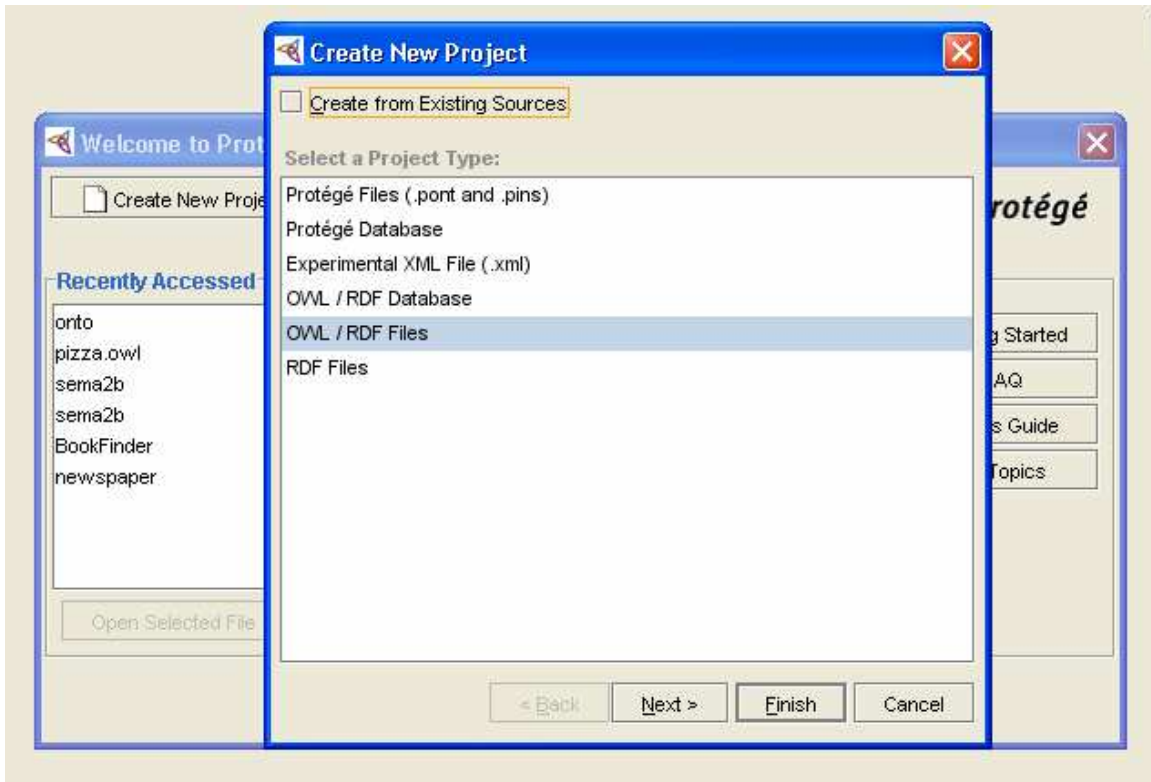 Create New Project
Create from Existing Sources
Select a Project Type:
Protégé Files (.pont and .pins)
Protégé Database
Experimental XML File (.xml)
OWL / RDF Database
OWL / RDF Files
RDF Files
< Back
Next >
Finish
Cancel
Welcome to Prot
Create New Proje
rotégé
Recently Accessed
onto
pizza.owl
sema2b
sema2b
BookFinder
newspaper
Open Selected File
g Started
AQ
s Guide
Topics